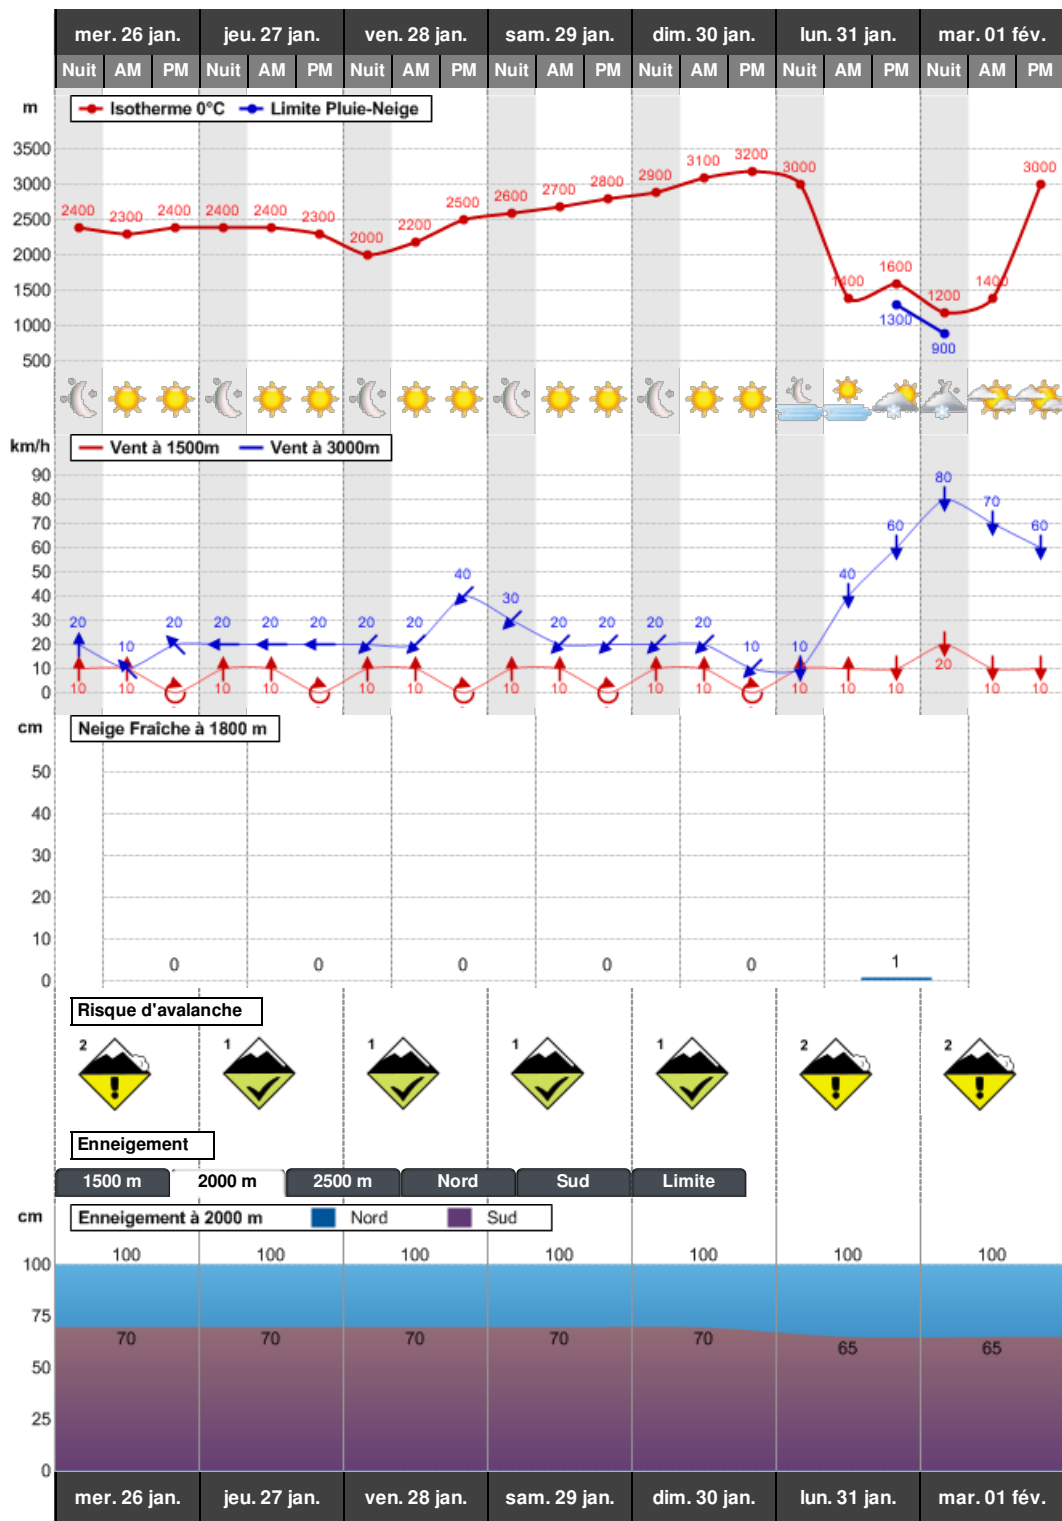 mer. 26 jan. jeu. 27 jan. ven. 28 jan. sam. 29 jan. dim. 30 jan. lun. 31 jan. mar. 01 fév.
Nuit AM PM Nuit AM PM Nuit AM PM Nuit AM PM Nuit AM PM Nuit AM PM Nuit AM PM
m
Isotherme 0°C Limite Pluie-Neige
3500
3000
2500
2000
1500
1000
500
2400 2300 2400 2400 2400 2300 2000 2200 2500 2600 2700 2800 2900 3100 3200 3000 1400 1600 1200 1400 3000
1300 900
km/h
Vent à 1500m Vent à 3000m
90
80
70
60
50
40
30
20
10
0
20 10 20 20 20 20 20 20 40 30 20 20 20 20 10 10 40 60 80 70 60
10 10 10 10 10 10 10 10 10 10 10 10 10 20 10 10
cm
Neige Fraîche à 1800 m
50
40
30
20
10
0
0 0 0 0 0 1
Risque d'avalanche
2 1 1 1 1 2 2
Enneigement
1500 m 2000 m 2500 m Nord Sud Limite
cm
Enneigement à 2000 m Nord Sud
100 100 100 100 100 100 100
100
75
50
25
0
70 70 70 70 70 65 65
mer. 26 jan. jeu. 27 jan. ven. 28 jan. sam. 29 jan. dim. 30 jan. lun. 31 jan. mar. 01 fév.